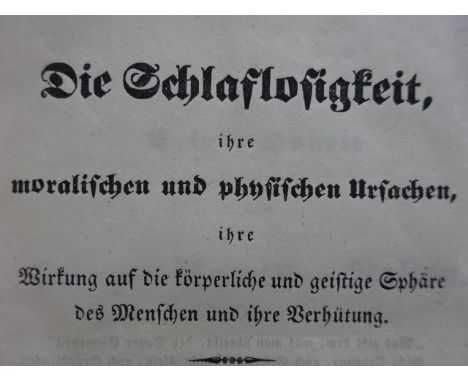 Die Schlaflosigkeit,
ihre
moralischen und physischen Ursachen,
ihre
Wirkung auf die körperliche und geistige Sphäre
des Menschen und ihre Verhütung.